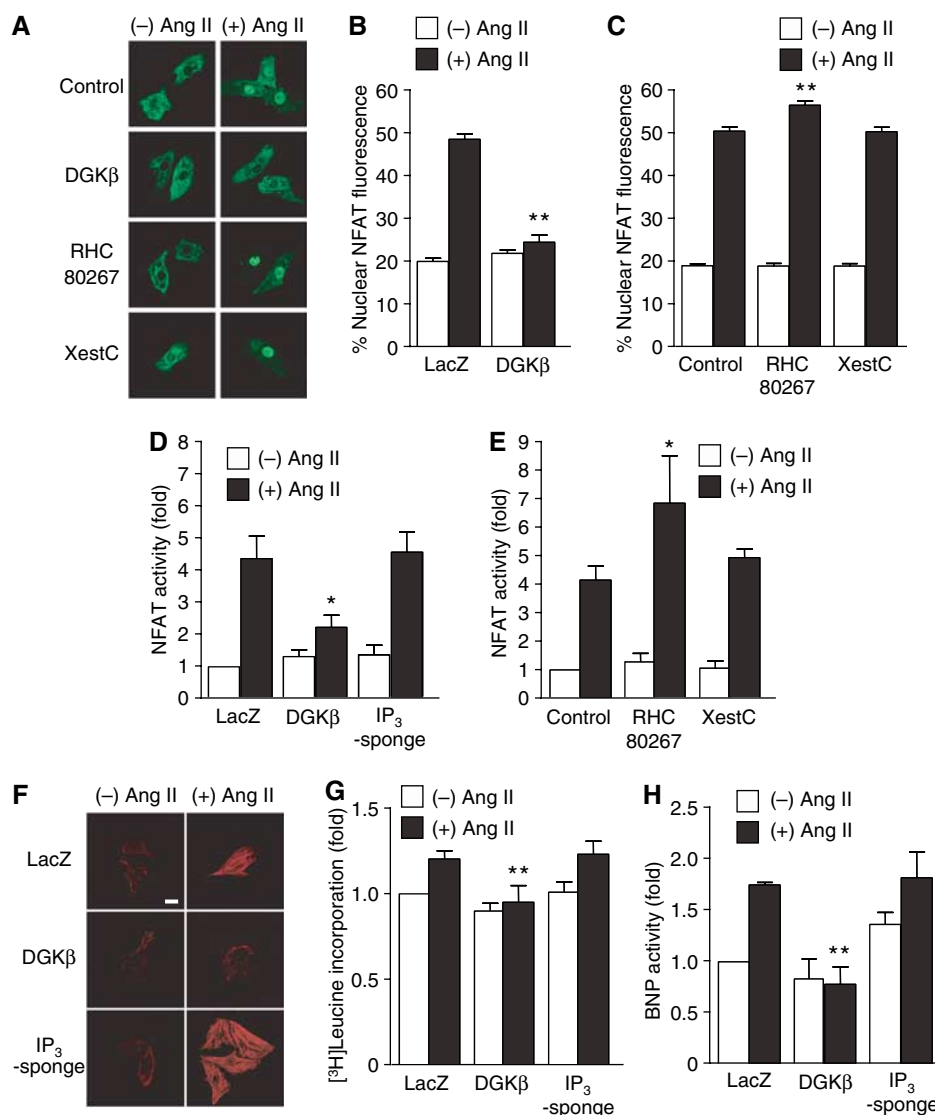 A
(–) Ang II (+) Ang II
Control
DGKβ
RHC
80267
XestC
B
(–) Ang II
(+) Ang II
% Nuclear NFAT fluorescence
60
50
40
30
20
10
0
**
LacZ DGKβ
C
(–) Ang II
(+) Ang II
% Nuclear NFAT fluorescence
60
50
40
30
20
10
0
**
Control RHC XestC
80267
D
(–) Ang II
(+) Ang II
NFAT activity (fold)
8
7
6
5
4
3
2
1
0
*
LacZ DGKβ IP3
-sponge
E
(–) Ang II
(+) Ang II
NFAT activity (fold)
9
8
7
6
5
4
3
2
1
0
*
Control RHC XestC
80267
F
(–) Ang II (+) Ang II
LacZ
DGKβ
IP3
-sponge
G
(–) Ang II
(+) Ang II
[3H]Leucine incorporation (fold)
1.5
1.0
0.5
0
**
LacZ DGKβ IP3
-sponge
H
(–) Ang II
(+) Ang II
BNP activity (fold)
2.5
2.0
1.5
1.0
0.5
0
**
LacZ DGKβ IP3
-sponge